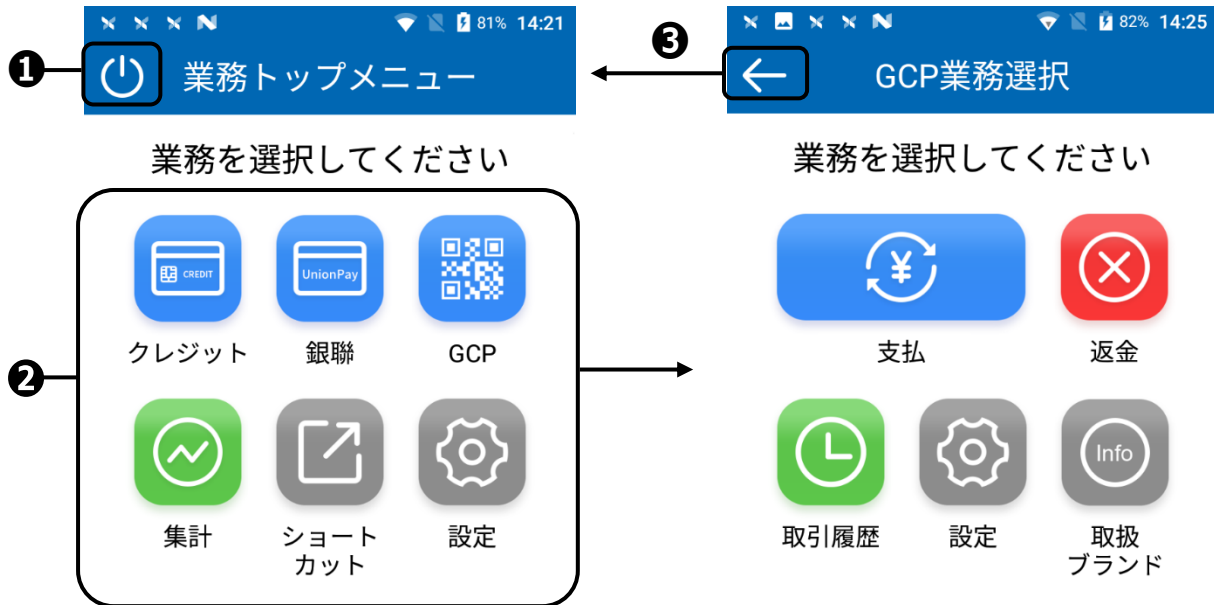 81% 14:21
❶
業務トップメニュー
業務を選択してください
❷
CREDIT
UnionPay
クレジット
銀聯
GCP
集計
ショート
カット
設定
❸
82% 14:25
GCP業務選択
業務を選択してください
支払
返金
Info
取引履歴
設定
取扱
ブランド